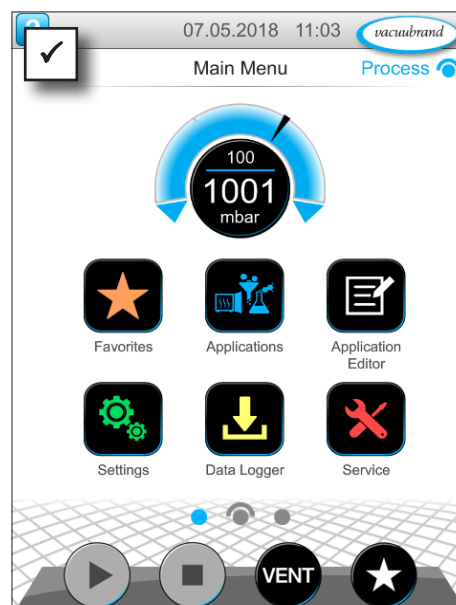 07.05.2018 11:03 vacuubrand
Main Menu Process
100
1001
mbar
Favorites Applications Application
Editor
Settings Data Logger Service
VENT